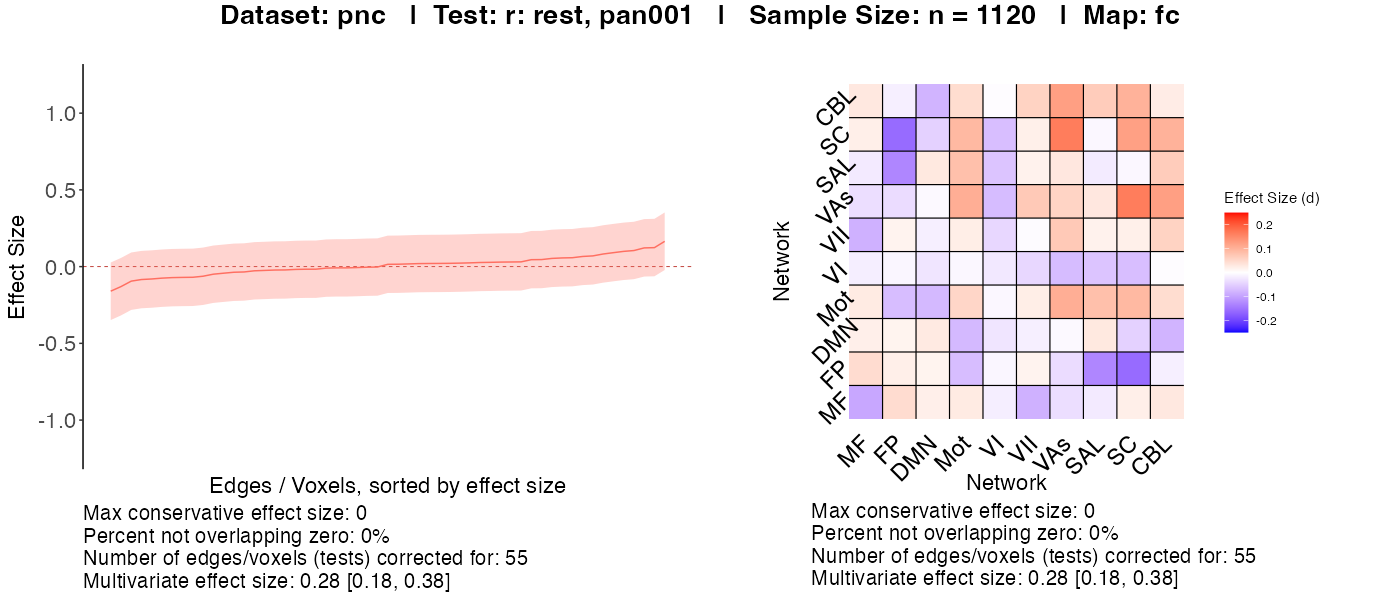 Dataset: pnc | Test: r: rest, pan001 | Sample Size: n = 1120 | Map: fc
Effect Size
1.0
0.5
0.0
-0.5
-1.0
Edges / Voxels, sorted by effect size
Max conservative effect size: 0
Percent not overlapping zero: 0%
Number of edges/voxels (tests) corrected for: 55
Multivariate effect size: 0.28 [0.18, 0.38]
Network
CBL
SC
SAL
VAs
VII
VI
Mot
DMN
FP
MF
MF
FP
DMN
Mot
VI
VII
VAs
SAL
SC
CBL
Network
Effect Size (d)
0.2
0.1
0.0
-0.1
-0.2
Max conservative effect size: 0
Percent not overlapping zero: 0%
Number of edges/voxels (tests) corrected for: 55
Multivariate effect size: 0.28 [0.18, 0.38]